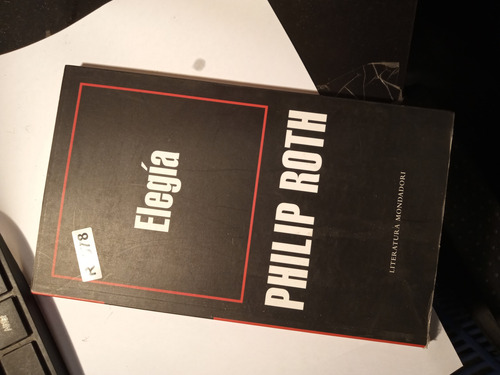 Elegía
PHILIP ROTH
LITERATURA MONDADORI